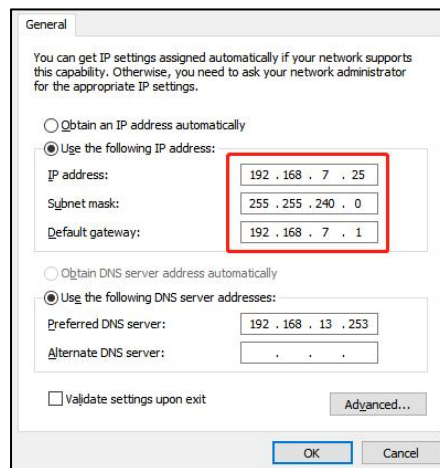 General
You can get IP settings assigned automatically if your network supports
this capability. Otherwise, you need to ask your network administrator
for the appropriate IP settings.
Obtain an IP address automatically
Use the following IP address:
IP address: 192 . 168 . 7 . 25
Subnet mask: 255 . 255 . 240 . 0
Default gateway: 192 . 168 . 7 . 1
Obtain DNS server address automatically
Use the following DNS server addresses:
Preferred DNS server: 192 . 168 . 13 . 253
Alternate DNS server: . . .
Validate settings upon exit
Advanced...
OK Cancel